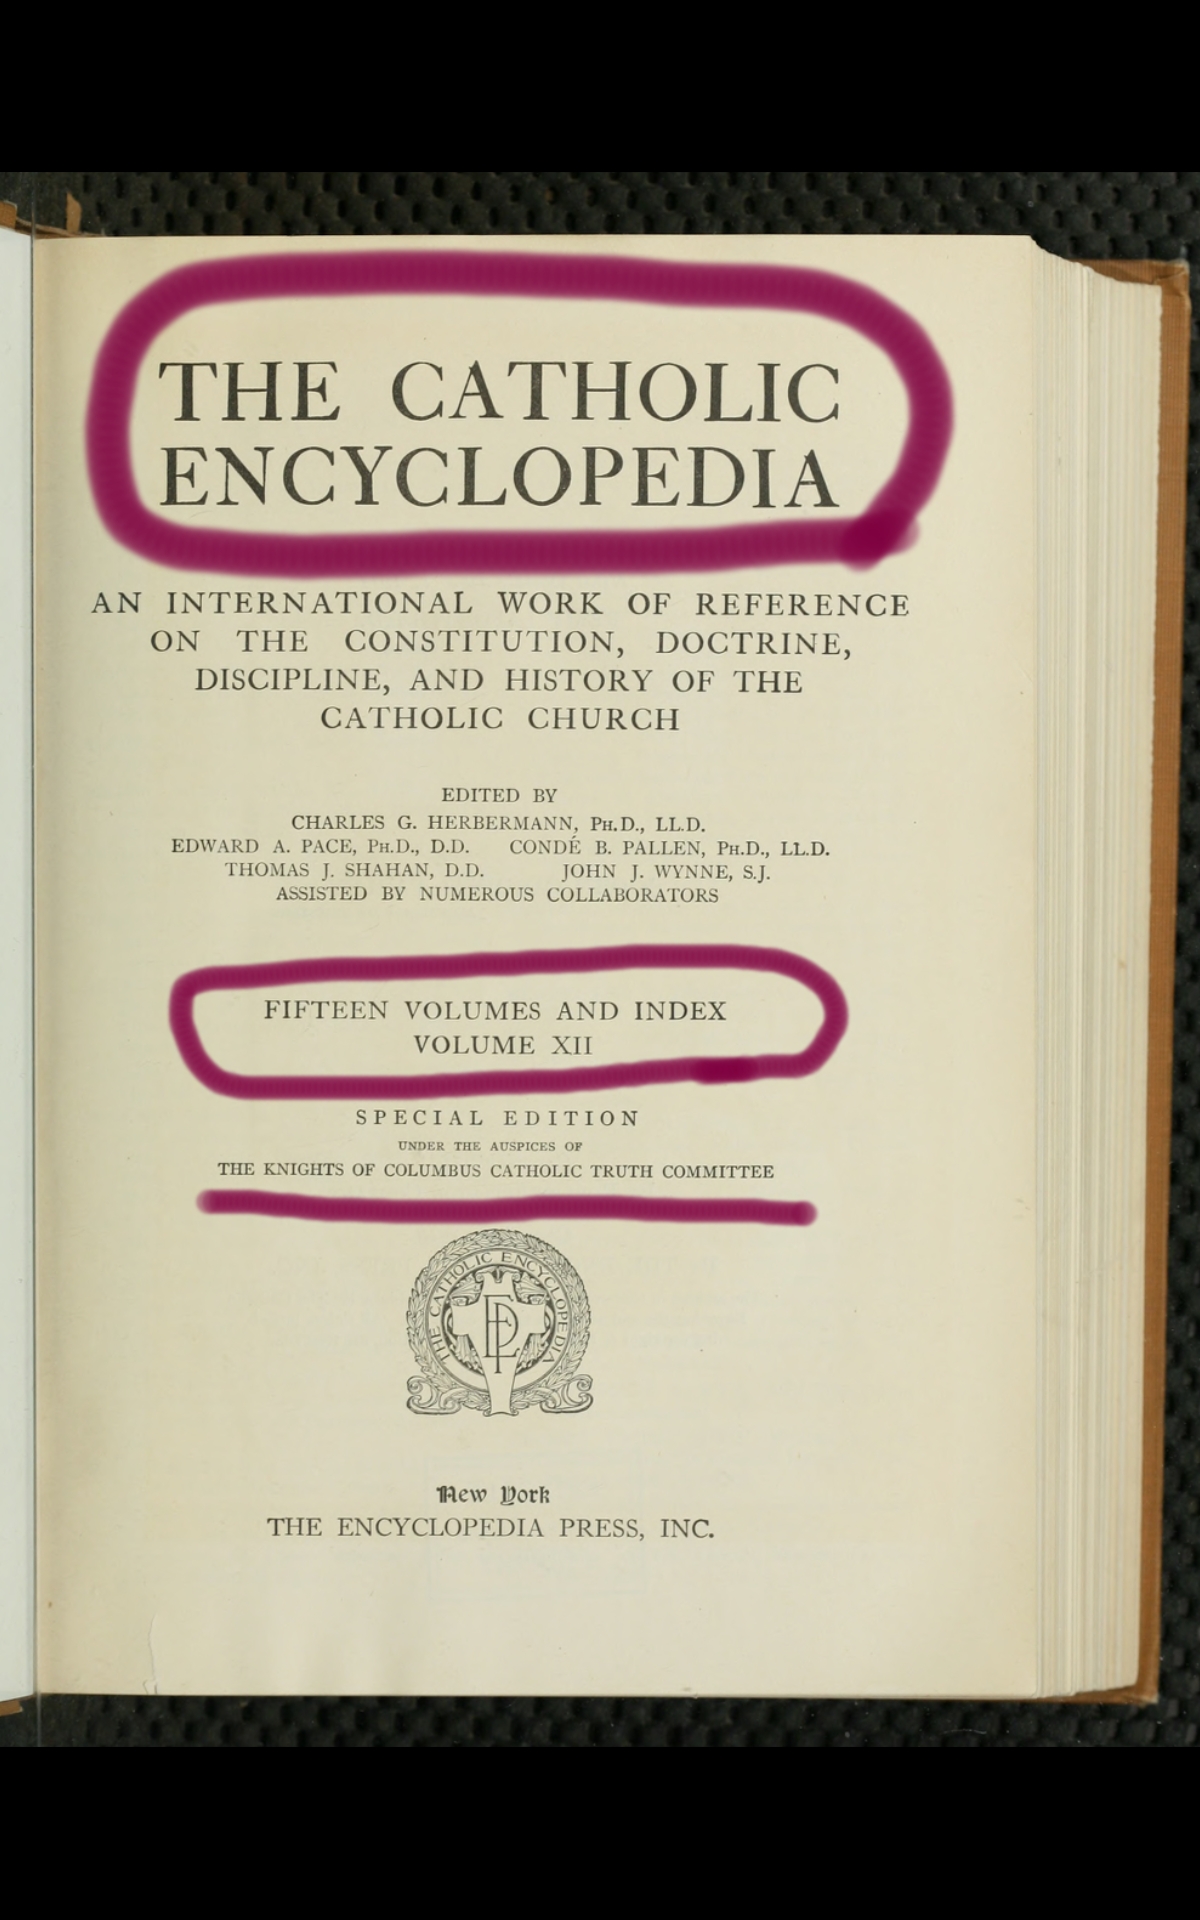 THE CATHOLIC
ENCYCLOPEDIA
AN INTERNATIONAL WORK OF REFERENCE
ON THE CONSTITUTION, DOCTRINE,
DISCIPLINE, AND HISTORY OF THE
CATHOLIC CHURCH
EDITED BY
CHARLES G. HERBERMANN, Ph.D., LL.D.
EDWARD A. PACE, Ph.D., D.D. CONDÉ B. PALLEN, Ph.D., LL.D.
THOMAS J. SHAHAN, D.D. JOHN J. WYNNE, S.J.
ASSISTED BY NUMEROUS COLLABORATORS
FIFTEEN VOLUMES AND INDEX
VOLUME XII
SPECIAL EDITION
UNDER THE AUSPICES OF
THE KNIGHTS OF COLUMBUS CATHOLIC TRUTH COMMITTEE
THE CATHOLIC ENCYCLOPEDIA
New York
THE ENCYCLOPEDIA PRESS, INC.